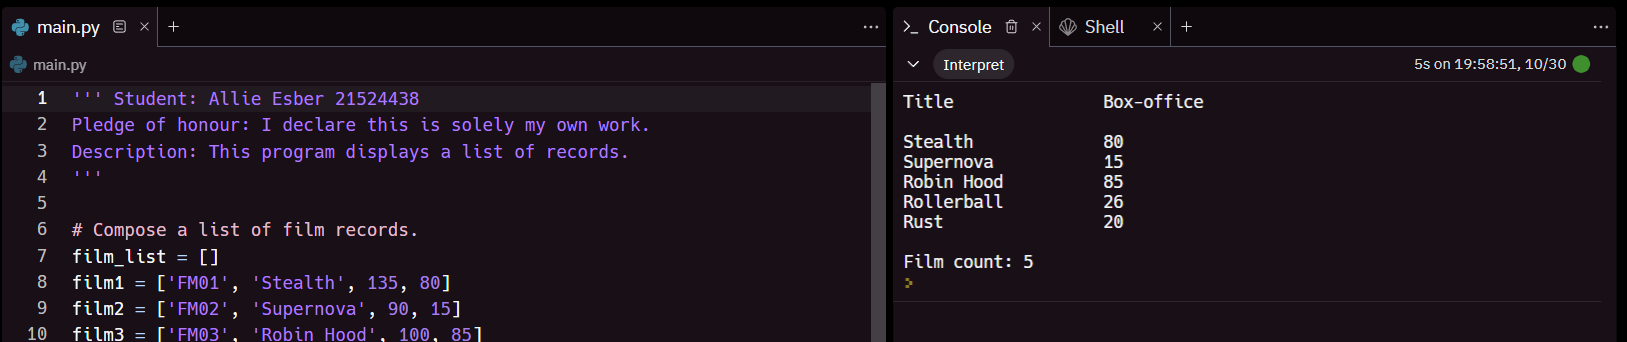 main.py
main.py
1 ''' Student: Allie Esber 21524438
2 Pledge of honour: I declare this is solely my own work.
3 Description: This program displays a list of records.
4 '''
5
6 # Compose a list of film records.
7 film_list = []
8 film1 = ['FM01', 'Stealth', 135, 80]
9 film2 = ['FM02', 'Supernova', 90, 15]
10 film3 = ['FM03', 'Robin Hood', 100, 85]
Console Shell
Interpret 5s on 19:58:51, 10/30
Title Box-office
Stealth 80
Supernova 15
Robin Hood 85
Rollerball 26
Rust 20
Film count: 5